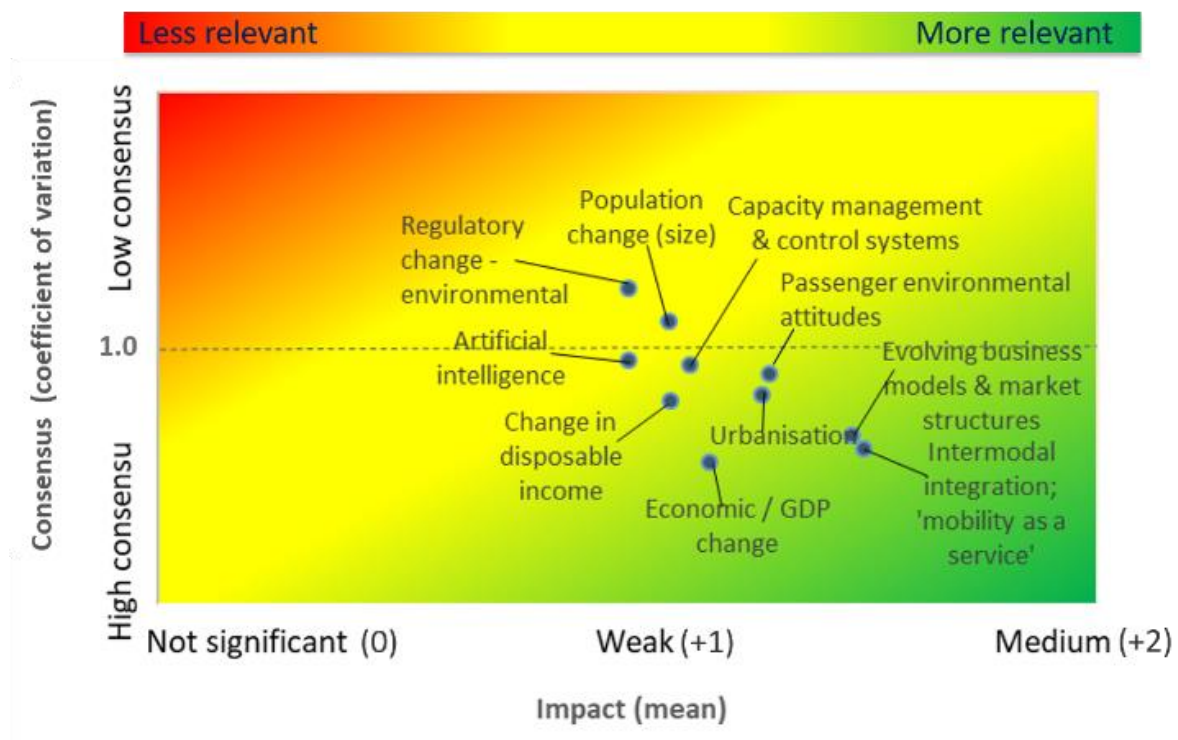 Less relevant
More relevant
Consensus (coefficient of variation)
Low consensus
1.0
High consensu
Regulatory
change -
environmental
Population
change (size)
Capacity management
& control systems
Passenger environmental
attitudes
Artificial
intelligence
Evolving business
models & market
structures
Change in
disposable
income
Urbanisation
Intermodal
integration;
'mobility as a
service'
Economic / GDP
change
Not significant (0)
Weak (+1)
Medium (+2)
Impact (mean)